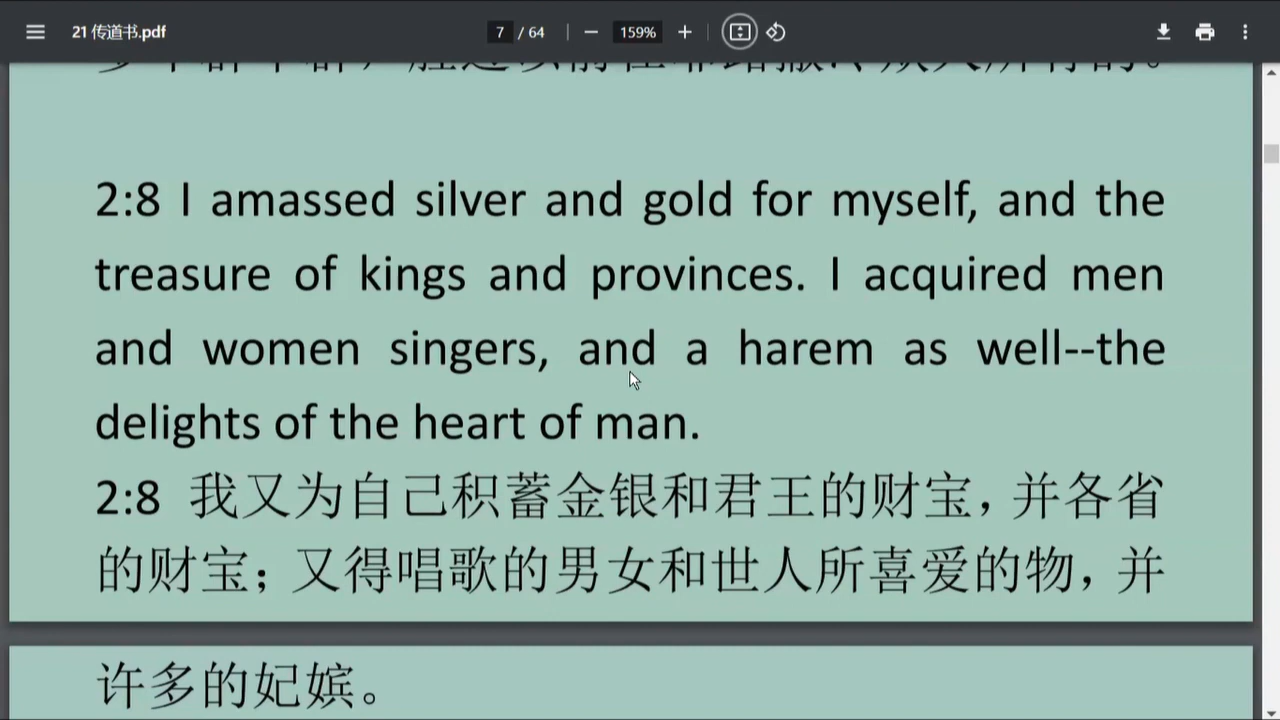 21 传道书.pdf
7 / 64
159%
2:8 I amassed silver and gold for myself, and the
treasure of kings and provinces. I acquired men
and women singers, and a harem as well--the
delights of the heart of man.
2:8 我又为自己积蓄金银和君王的财宝，并各省
的财宝；又得唱歌的男女和世人所喜爱的物，并
许多的妃嫔。